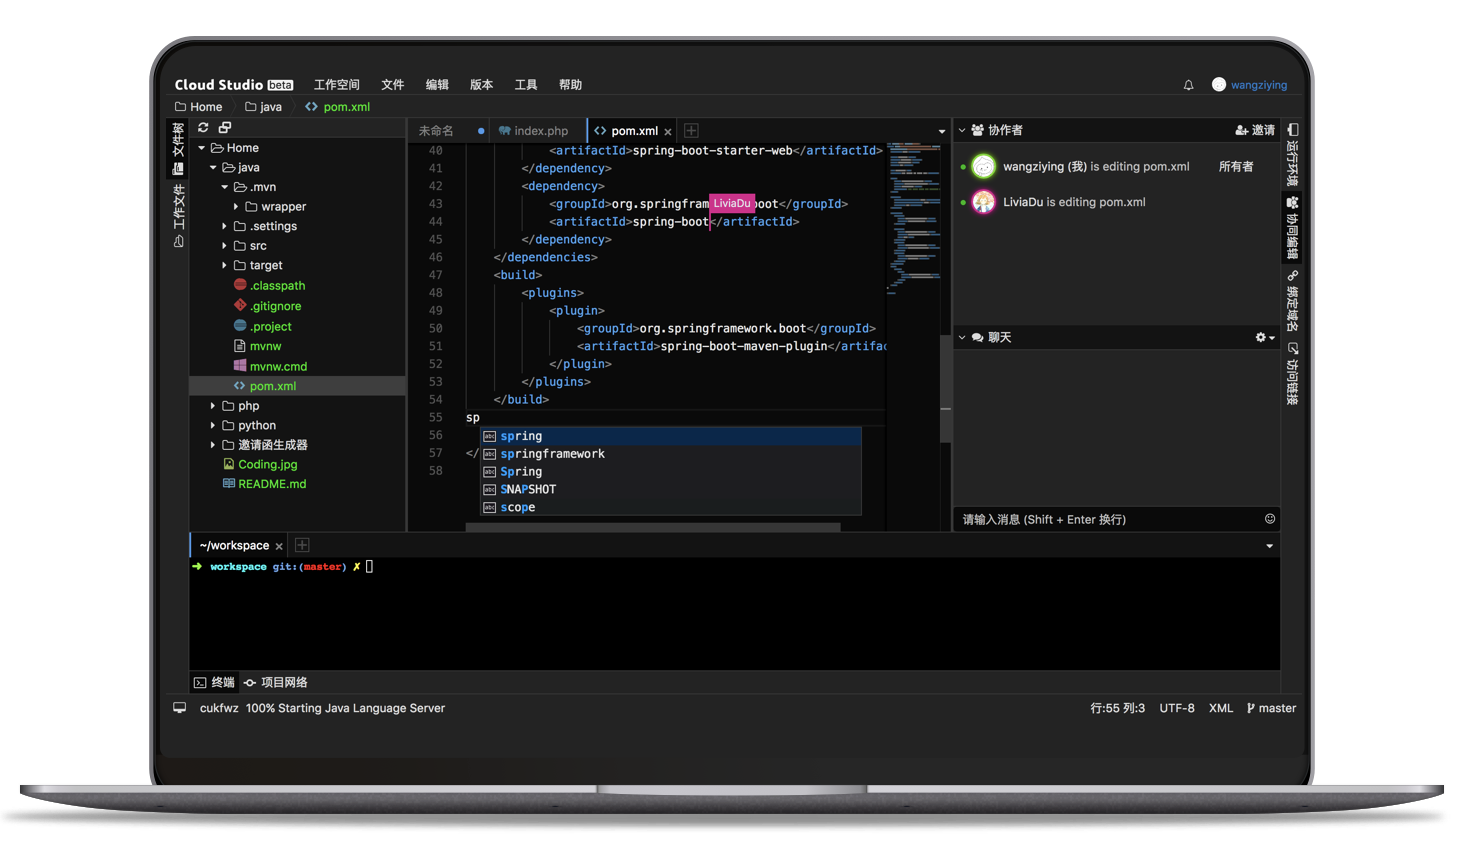 Cloud Studio beta 工作空间 文件 编辑 版本 工具 帮助 wangziying
Home java <> pom.xml
文件树
工作文件
Home
java
.mvn
wrapper
.settings
src
target
.classpath
.gitignore
.project
mvnw
mvnw.cmd
<> pom.xml
php
python
邀请函生成器
Coding.jpg
README.md
未命名 index.php <> pom.xml ×
40 <artifactId>spring-boot-starter-web</artifactId>
41 </dependency>
42 <dependency>
43 <groupId>org.springfram LiviaDu boot</groupId>
44 <artifactId>spring-boot</artifactId>
45 </dependency>
46 </dependencies>
47 <build>
48 <plugins>
49 <plugin>
50 <groupId>org.springframework.boot</groupId>
51 <artifactId>spring-boot-maven-plugin</artifac
52 </plugin>
53 </plugins>
54 </build>
55 sp
56
57 </
58
abc spring
abc springframework
abc Spring
abc SNAPSHOT
abc scope
协作者 邀请
wangziying (我) is editing pom.xml 所有者
LiviaDu is editing pom.xml
聊天
请输入消息 (Shift + Enter 换行)
运行环境
协同编辑
绑定域名
访问链接
~/workspace ×
➜ workspace git:(master) ✗
终端 项目网络
cukfwz 100% Starting Java Language Server 行:55 列:3 UTF-8 XML master